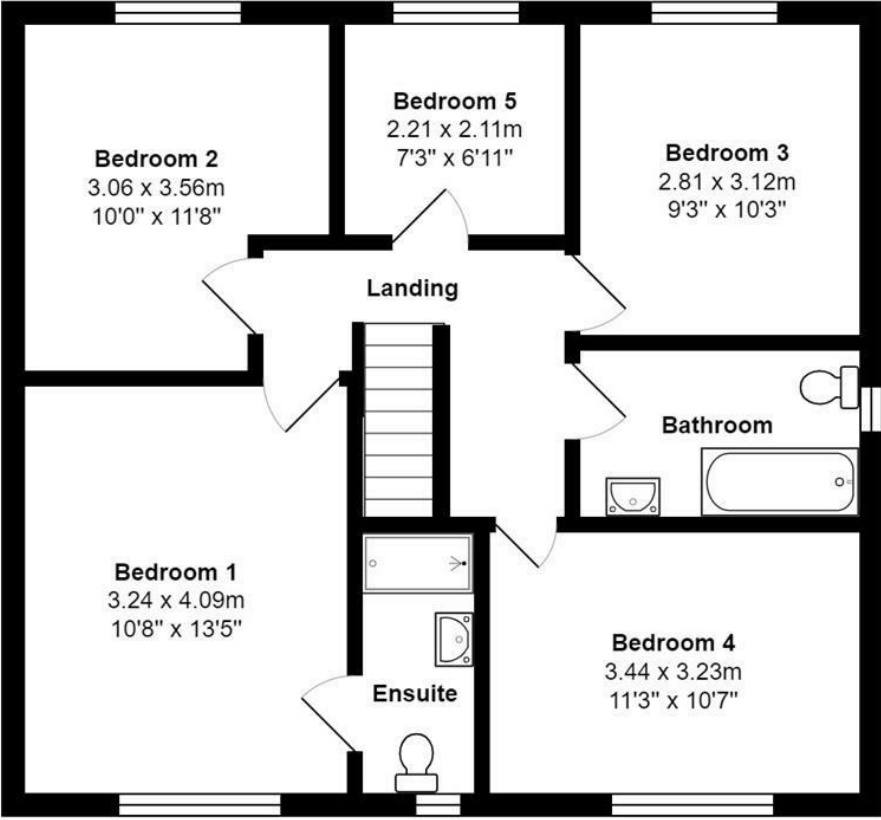 Bedroom 2
3.06 x 3.56m
10'0" x 11'8"
Bedroom 5
2.21 x 2.11m
7'3" x 6'11"
Bedroom 3
2.81 x 3.12m
9'3" x 10'3"
Landing
Bathroom
Bedroom 1
3.24 x 4.09m
10'8" x 13'5"
Ensuite
Bedroom 4
3.44 x 3.23m
11'3" x 10'7"